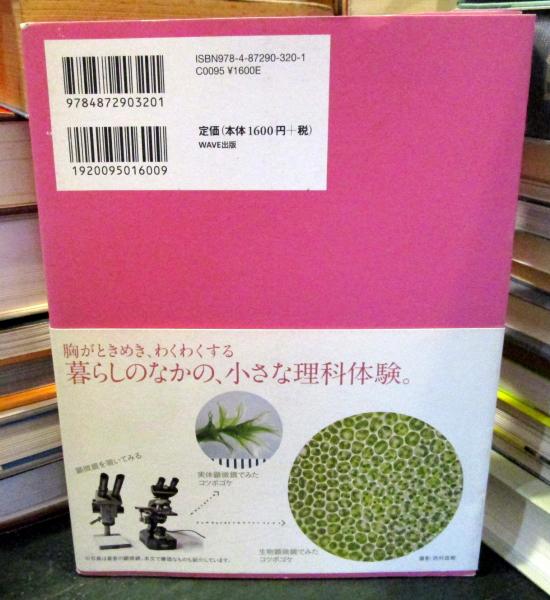 ISBN978-4-87290-320-1
C0095 ¥1600E
9784872903201
定価(本体1600円+税)
WAVE出版
1920095016009
胸がときめき、わくわくする
暮らしのなかの、小さな理科体験。
顕微鏡を覗いてみる
実体顕微鏡でみた
コツボゴケ
生物顕微鏡でみた
コツボゴケ